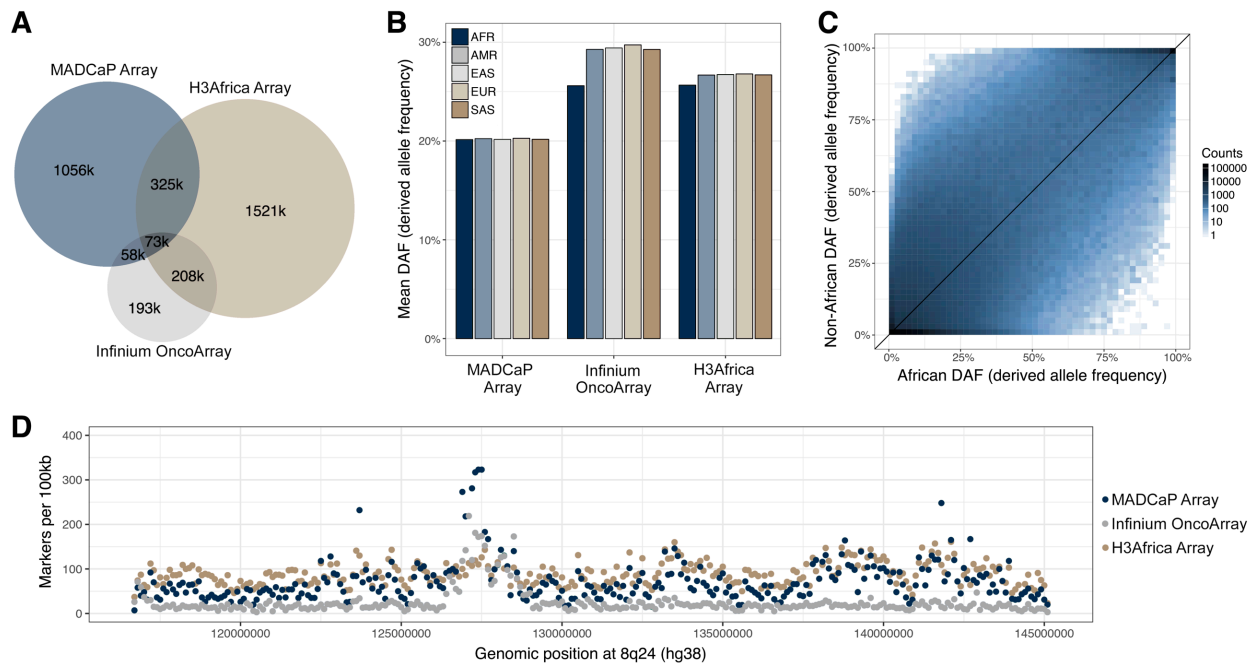 A
MADCaP Array
H3Africa Array
1056k
325k
1521k
73k
58k
208k
193k
Infinium OncoArray
B
Mean DAF (derived allele frequency)
30%
20%
10%
0%
AFR
AMR
EAS
EUR
SAS
MADCaP
Array
Infinium
OncoArray
H3Africa
Array
C
Non-African DAF (derived allele frequency)
100%
75%
50%
25%
0%
0%
25%
50%
75%
100%
African DAF (derived allele frequency)
Counts
100000
10000
1000
100
10
1
D
Markers per 100kb
400
300
200
100
0
120000000
125000000
130000000
135000000
140000000
145000000
Genomic position at 8q24 (hg38)
MADCaP Array
Infinium OncoArray
H3Africa Array